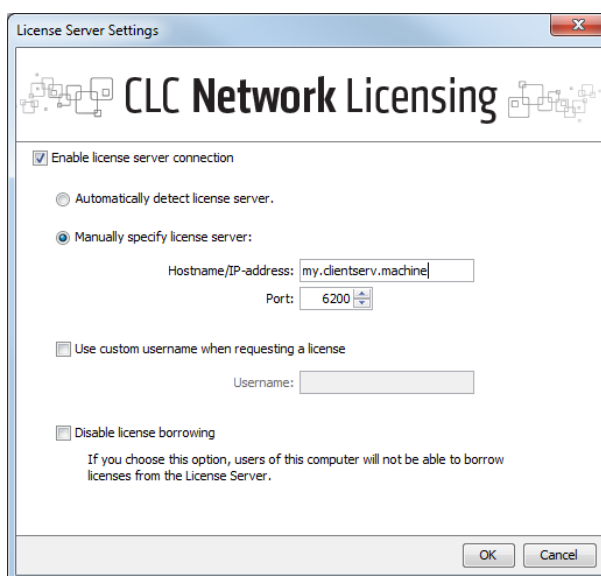 License Server Settings
CLC Network Licensing
Enable license server connection
Automatically detect license server.
Manually specify license server:
Hostname/IP-address: my.clientserv.machine
Port: 6200
Use custom username when requesting a license
Username:
Disable license borrowing
If you choose this option, users of this computer will not be able to borrow
licenses from the License Server.
OK Cancel